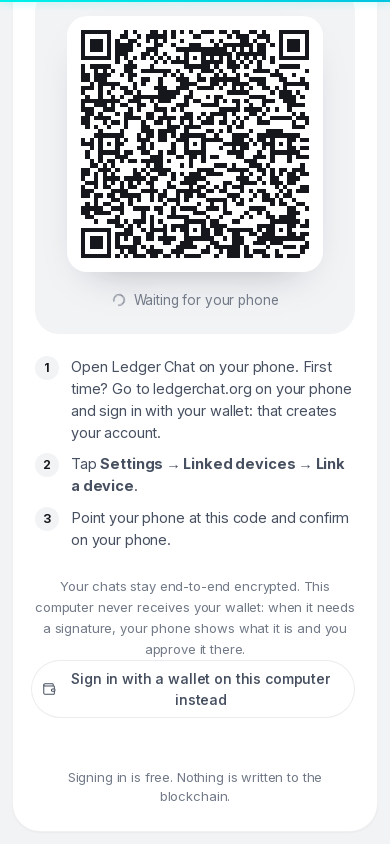 Waiting for your phone
1 Open Ledger Chat on your phone. First
time? Go to ledgerchat.org on your phone
and sign in with your wallet: that creates
your account.
2 Tap Settings → Linked devices → Link
a device.
3 Point your phone at this code and confirm
on your phone.
Your chats stay end-to-end encrypted. This
computer never receives your wallet: when it needs
a signature, your phone shows what it is and you
approve it there.
Sign in with a wallet on this computer
instead
Signing in is free. Nothing is written to the
blockchain.